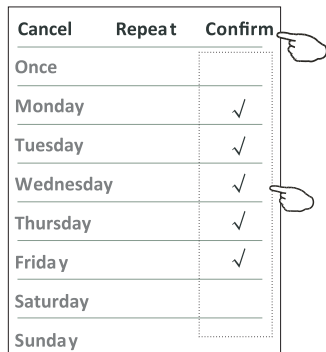 Cancel Repeat Confirm
Once
Monday √
Tuesday √
Wednesday √
Thursday √
Friday √
Saturday
Sunday